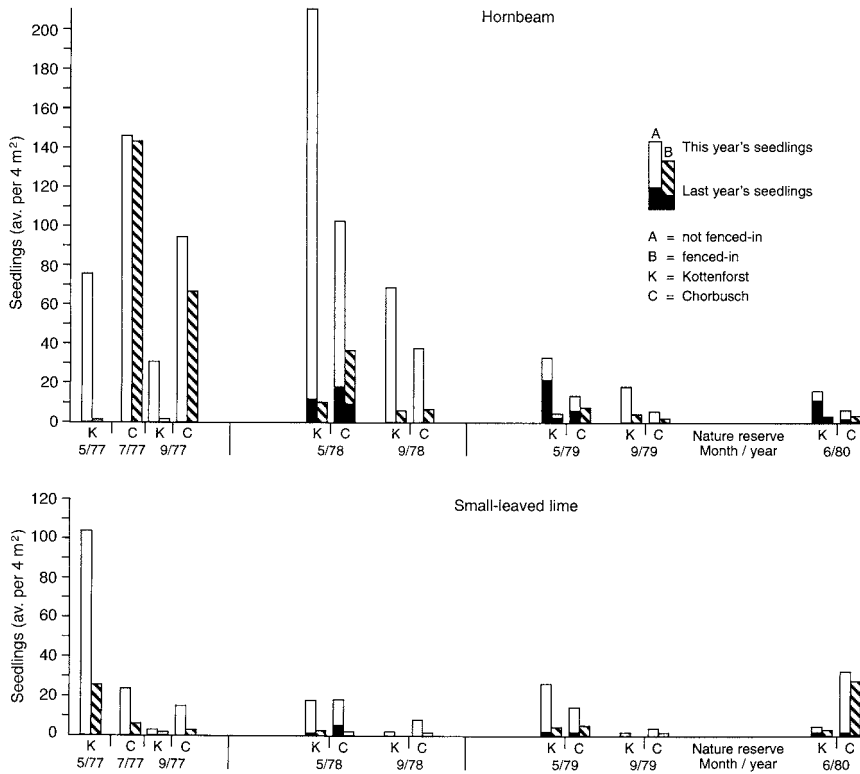 Hornbeam
Seedlings (av. per 4 m²)
200
180
160
140
120
100
80
60
40
20
0
A
B
This year's seedlings
Last year's seedlings
A = not fenced-in
B = fenced-in
K = Kottenforst
C = Chorbusch
K C K C K C K C K C K C Nature reserve K C
5/77 7/77 9/77 5/78 9/78 5/79 9/79 Month / year 6/80
Small-leaved lime
Seedlings (av. per 4 m²)
120
100
80
60
40
20
0
K C K C K C K C K C K C Nature reserve K C
5/77 7/77 9/77 5/78 9/78 5/79 9/79 Month / year 6/80